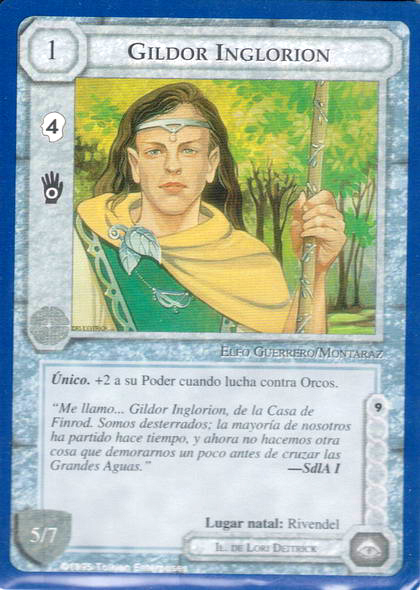 1
GILDOR INGLORION
4
ELFO GUERRERO/MONTARAZ
Único. +2 a su Poder cuando lucha contra Orcos.
9
“Me llamo... Gildor Inglorion, de la Casa de
Finrod. Somos desterrados; la mayoría de nosotros
ha partido hace tiempo, y ahora no hacemos otra
cosa que demorarnos un poco antes de cruzar las
Grandes Aguas.”
—SdlA I
Lugar natal: Rivendel
5/7
IL. DE LORI DEITRICK
©1995 Tolkien Enterprises